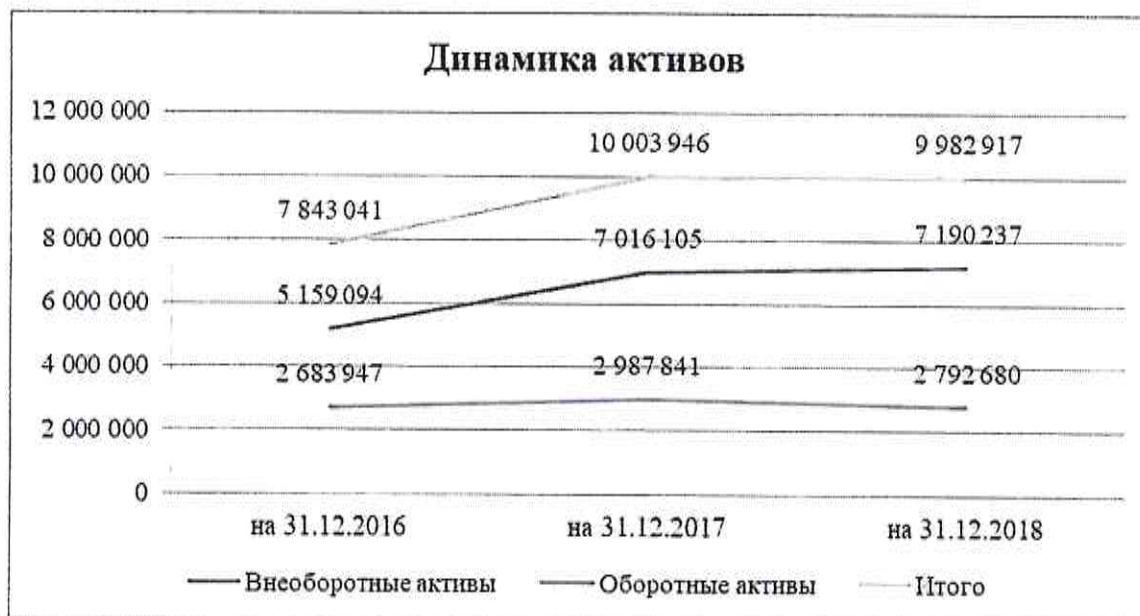 Динамика активов
12 000 000
10 003 946
9 982 917
10 000 000
7 843 041
8 000 000
7 016 105
7 190 237
5 159 094
6 000 000
4 000 000
2 683 947
2 987 841
2 792 680
2 000 000
0
на 31.12.2016
на 31.12.2017
на 31.12.2018
Внеоборотные активы
Оборотные активы
Итого